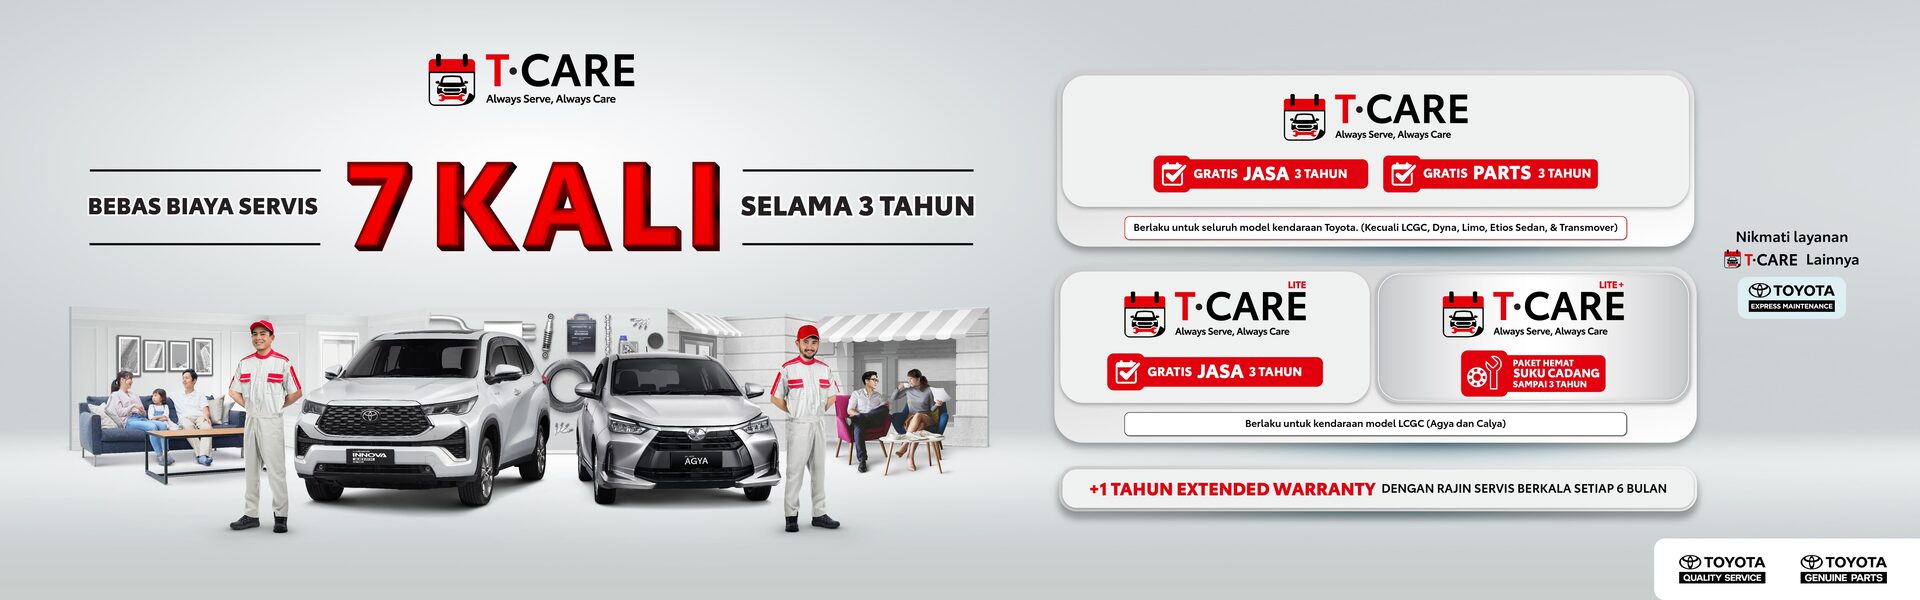 T·CARE
Always Serve, Always Care
BEBAS BIAYA SERVIS
7 KALI
SELAMA 3 TAHUN
INNOVA
AGYA
T·CARE
Always Serve, Always Care
GRATIS JASA 3 TAHUN
GRATIS PARTS 3 TAHUN
Berlaku untuk seluruh model kendaraan Toyota. (Kecuali LCGC, Dyna, Limo, Etios Sedan, & Transmover)
T·CARE LITE
Always Serve, Always Care
GRATIS JASA 3 TAHUN
T·CARE LITE+
Always Serve, Always Care
PAKET HEMAT
SUKU CADANG
SAMPAI 3 TAHUN
Berlaku untuk kendaraan model LCGC (Agya dan Calya)
+1 TAHUN EXTENDED WARRANTY DENGAN RAJIN SERVIS BERKALA SETIAP 6 BULAN
Nikmati layanan
T·CARE Lainnya
TOYOTA
EXPRESS MAINTENANCE
TOYOTA
QUALITY SERVICE
TOYOTA
GENUINE PARTS